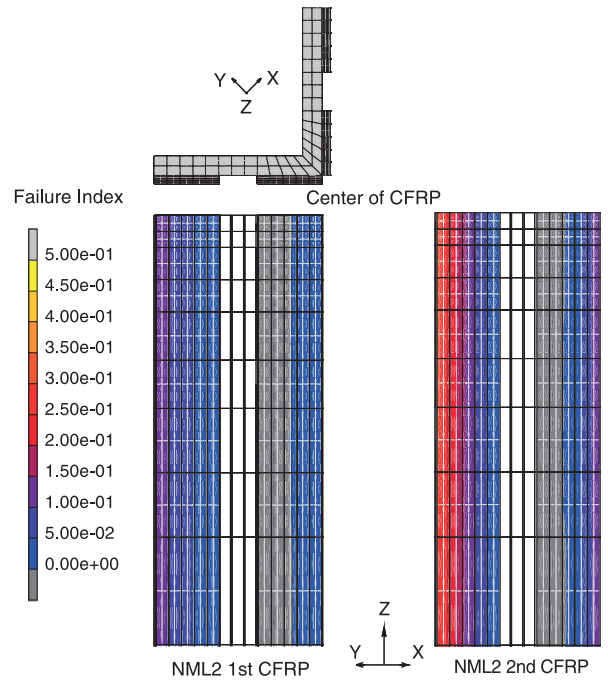 Y X
Z
Failure Index
Center of CFRP
5.00e-01
4.50e-01
4.00e-01
3.50e-01
3.00e-01
2.50e-01
2.00e-01
1.50e-01
1.00e-01
5.00e-02
0.00e+00
Z
Y X
NML2 1st CFRP
NML2 2nd CFRP